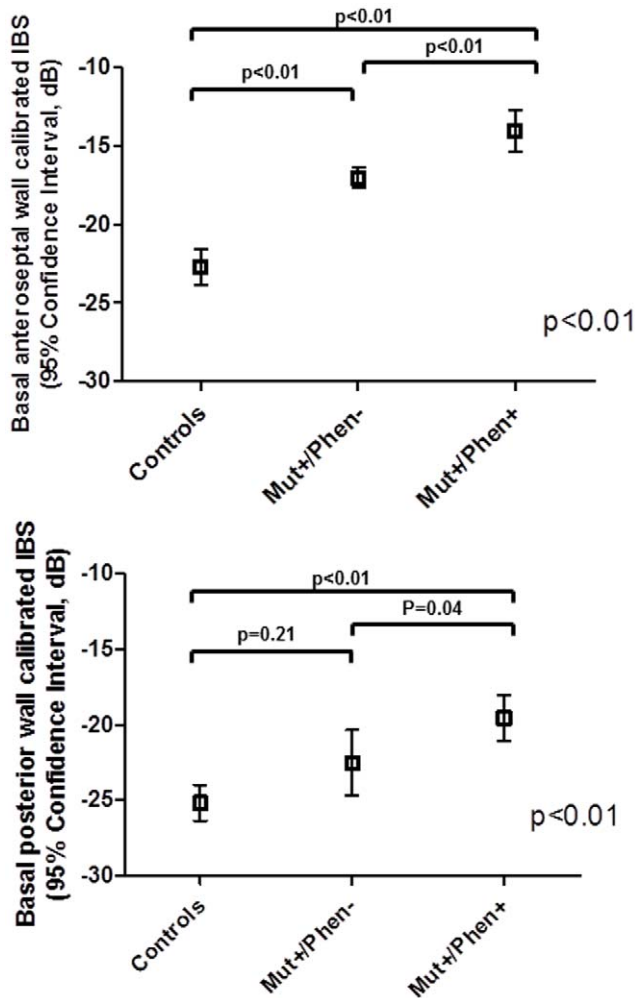 p<0.01
p<0.01
p<0.01
Basal anteroseptal wall calibrated IBS
(95% Confidence Interval, dB)
-10
-15
-20
-25
-30
p<0.01
Controls
Mut+/Phen-
Mut+/Phen+
Basal posterior wall calibrated IBS
(95% Confidence Interval, dB)
-10
-15
-20
-25
-30
p<0.01
P=0.04
p=0.21
p<0.01
Controls
Mut+/Phen-
Mut+/Phen+